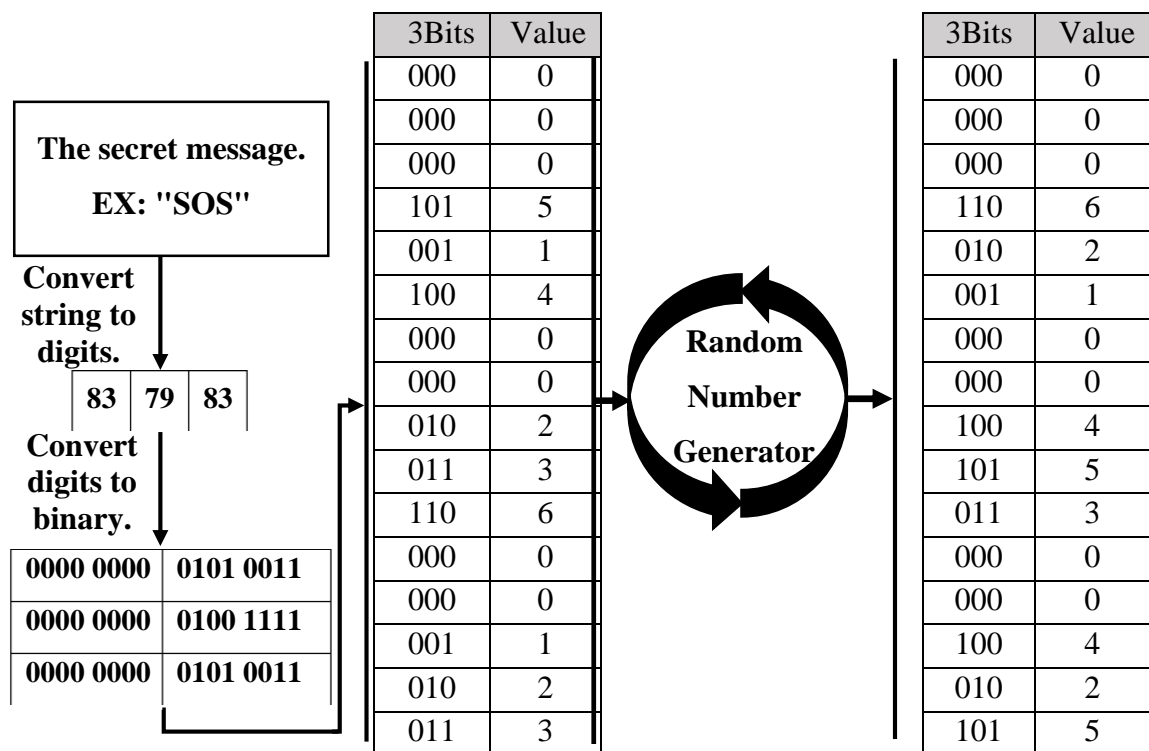 The secret message.
EX: "SOS"
Convert
string to
digits.
83 79 83
Convert
digits to
binary.
0000 0000 0101 0011
0000 0000 0100 1111
0000 0000 0101 0011
3Bits Value
000 0
000 0
000 0
101 5
001 1
100 4
000 0
000 0
010 2
011 3
110 6
000 0
000 0
001 1
010 2
011 3
Random
Number
Generator
3Bits Value
000 0
000 0
000 0
110 6
010 2
001 1
000 0
000 0
100 4
101 5
011 3
000 0
000 0
100 4
010 2
101 5